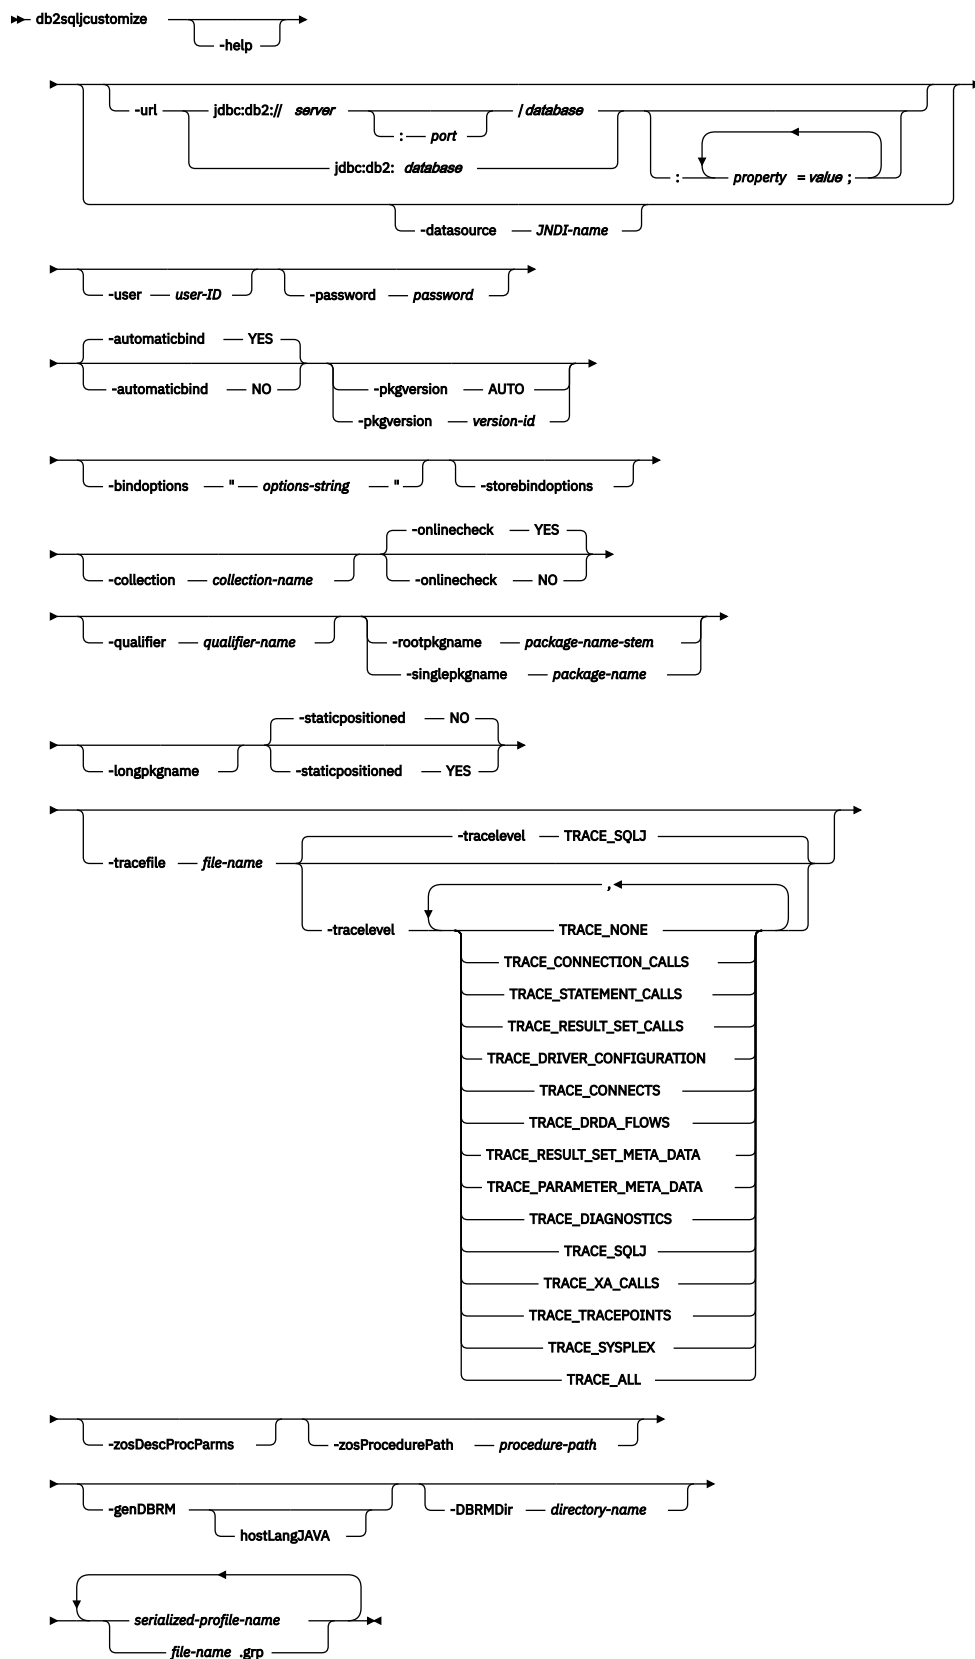 db2sqljcustomize
-help
-url jdbc:db2:// server /database
: port
jdbc:db2: database
: property = value ;
-datasource JNDI-name
-user user-ID -password password
-automaticbind YES
-automaticbind NO -pkgversion AUTO
-pkgversion version-id
-bindoptions " options-string " -storebindoptions
-onlinecheck YES
-collection collection-name -onlinecheck NO
-qualifier qualifier-name -rootpkgname package-name-stem
-singlepkgname package-name
-staticpositioned NO
-longpkgname -staticpositioned YES
-tracelevel TRACE_SQLJ
-tracefile file-name
,
-tracelevel TRACE_NONE
TRACE_CONNECTION_CALLS
TRACE_STATEMENT_CALLS
TRACE_RESULT_SET_CALLS
TRACE_DRIVER_CONFIGURATION
TRACE_CONNECTS
TRACE_DRDA_FLOWS
TRACE_RESULT_SET_META_DATA
TRACE_PARAMETER_META_DATA
TRACE_DIAGNOSTICS
TRACE_SQLJ
TRACE_XA_CALLS
TRACE_TRACEPOINTS
TRACE_SYSPLEX
TRACE_ALL
-zosDescProcParms -zosProcedurePath procedure-path
-genDBRM -DBRMDir directory-name
hostLangJAVA
serialized-profile-name
file-name .grp